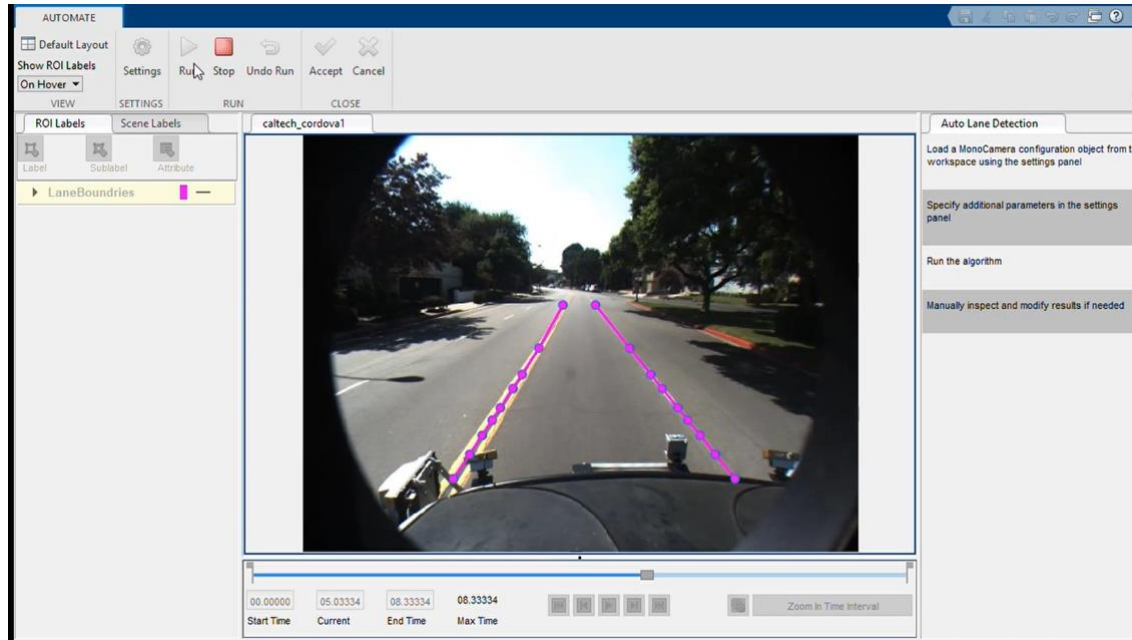 AUTOMATE
Default Layout
Show ROI Labels
On Hover
Settings
Run
Stop
Undo Run
Accept
Cancel
VIEW
SETTINGS
RUN
CLOSE
ROI Labels
Scene Labels
Label
Sublabel
Attribute
LaneBoundries
caltech_cordova1
00.00000
05.03334
08.33334
08.33334
Start Time
Current
End Time
Max Time
Zoom In Time Interval
Auto Lane Detection
Load a MonoCamera configuration object from t
workspace using the settings panel
Specify additional parameters in the settings
panel
Run the algorithm
Manually inspect and modify results if needed